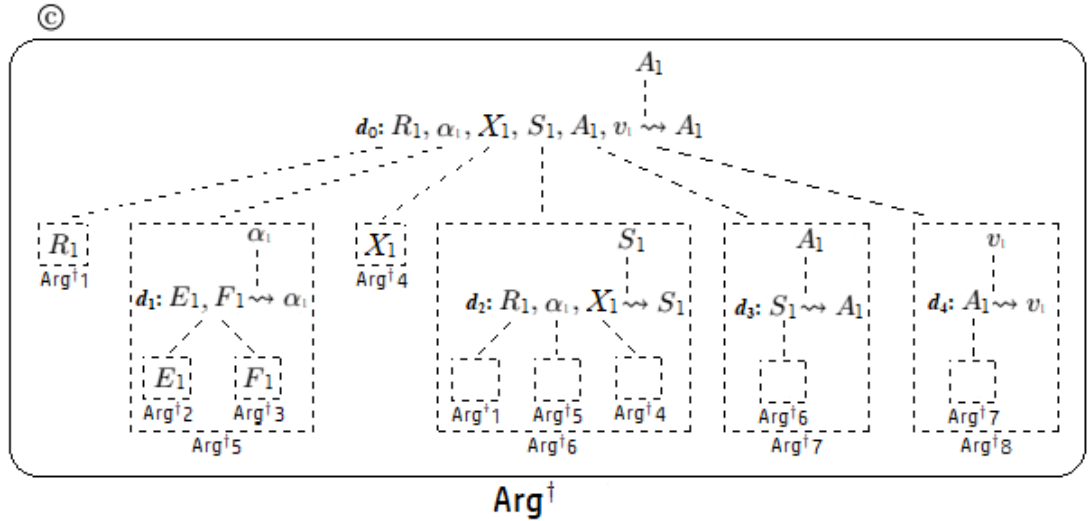 ©
A₁
d₀: R₁, α₁, X₁, S₁, A₁, v₁ ⇝ A₁
R₁ α₁ X₁ S₁ A₁ v₁
Arg†1 Arg†4
d₁: E₁, F₁ ⇝ α₁ d₂: R₁, α₁, X₁ ⇝ S₁ d₃: S₁ ⇝ A₁ d₄: A₁ ⇝ v₁
E₁ F₁
Arg†2 Arg†3 Arg†1 Arg†5 Arg†4 Arg†6 Arg†7
Arg†5 Arg†6 Arg†7 Arg†8
Arg†